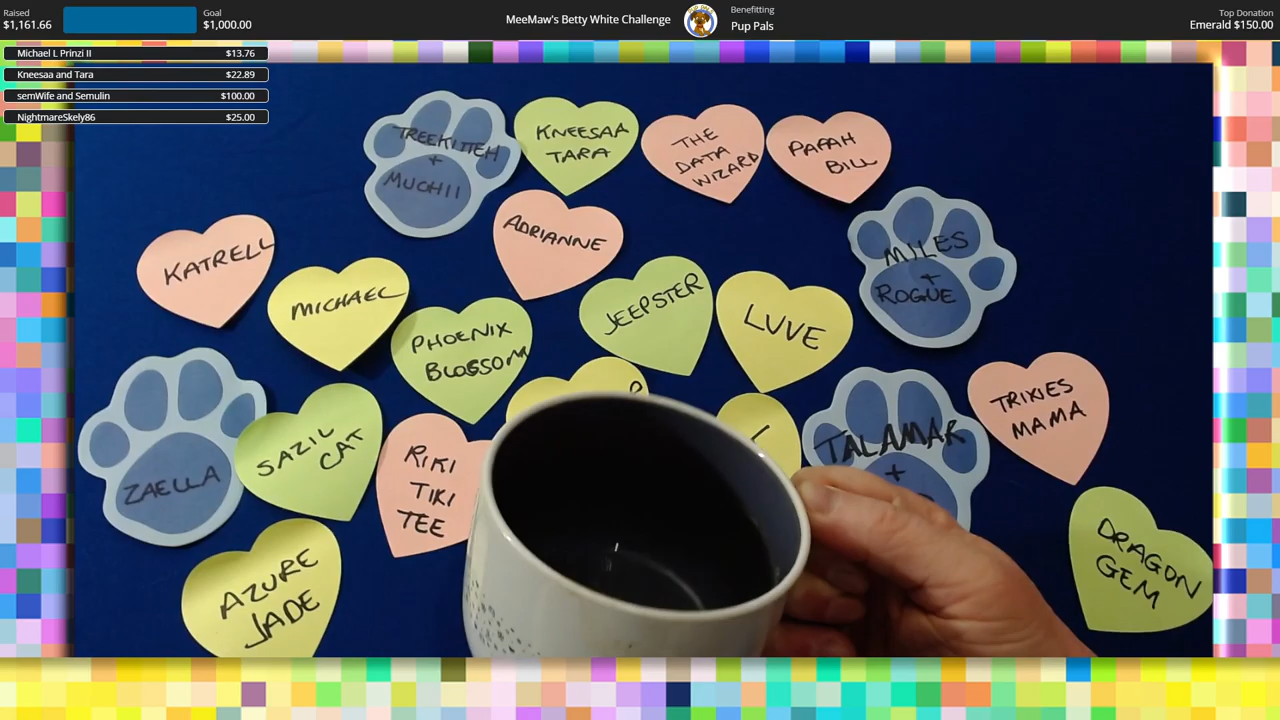 Raised
$1,161.66
Goal
$1,000.00
MeeMaw's Betty White Challenge
PUP PALS
Benefitting
Pup Pals
Top Donation
Emerald $150.00
Michael L Prinzi II $13.76
Kneesaa and Tara $22.89
semWife and Semulin $100.00
NightmareSkely86 $25.00
TREEKITTEH
+
MUCHII
KNEESAA
TARA
THE
DATA
WIZARD
PAPAH
BILL
KATRELL
ADRIANNE
MILES
+
ROGUE
MICHAEL
PHOENIX
BLOSSOM
JEEPSTER
LUVE
TRIXIES
MAMA
ZAELLA
SAZIL
CAT
RIKI
TIKI
TEE
TALAMAR
+
AZURE
JADE
DRAGON
GEM